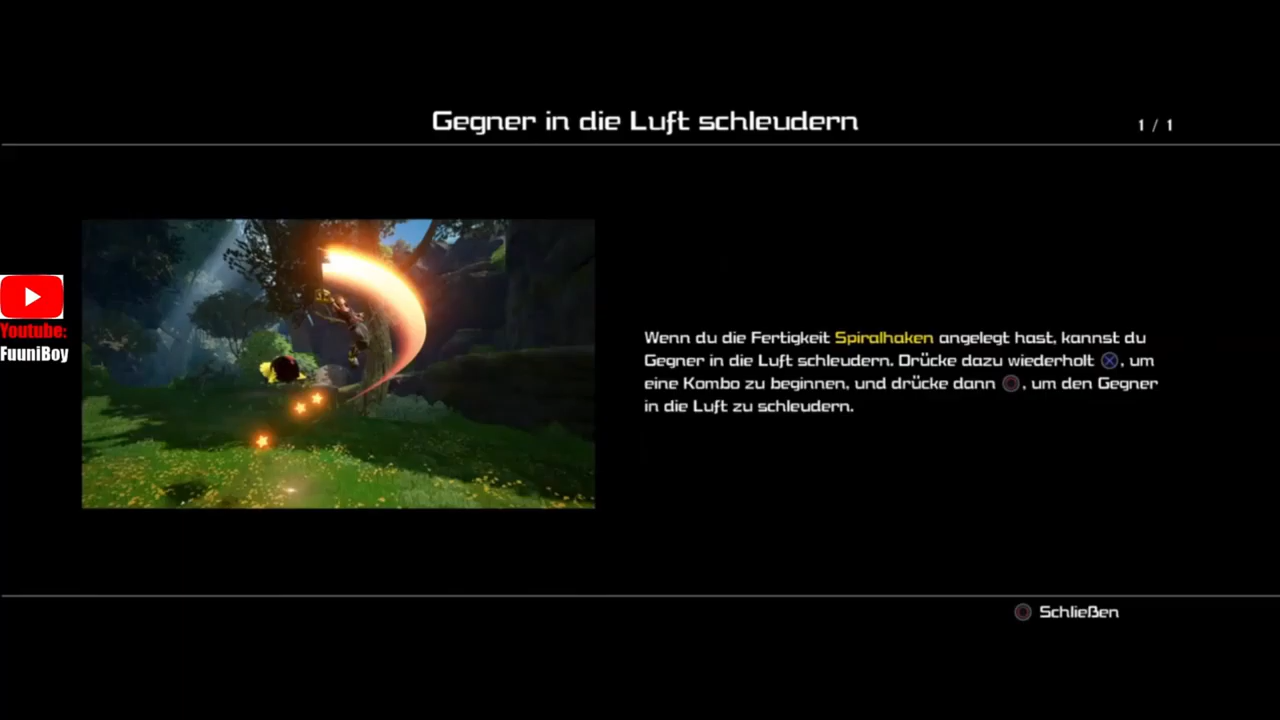 Gegner in die Luft schleudern
1 / 1
Youtube:
FuuniBoy
Wenn du die Fertigkeit Spiralhaken angelegt hast, kannst du
Gegner in die Luft schleudern. Drücke dazu wiederholt ⓧ, um
eine Kombo zu beginnen, und drücke dann ◯, um den Gegner
in die Luft zu schleudern.
Schließen